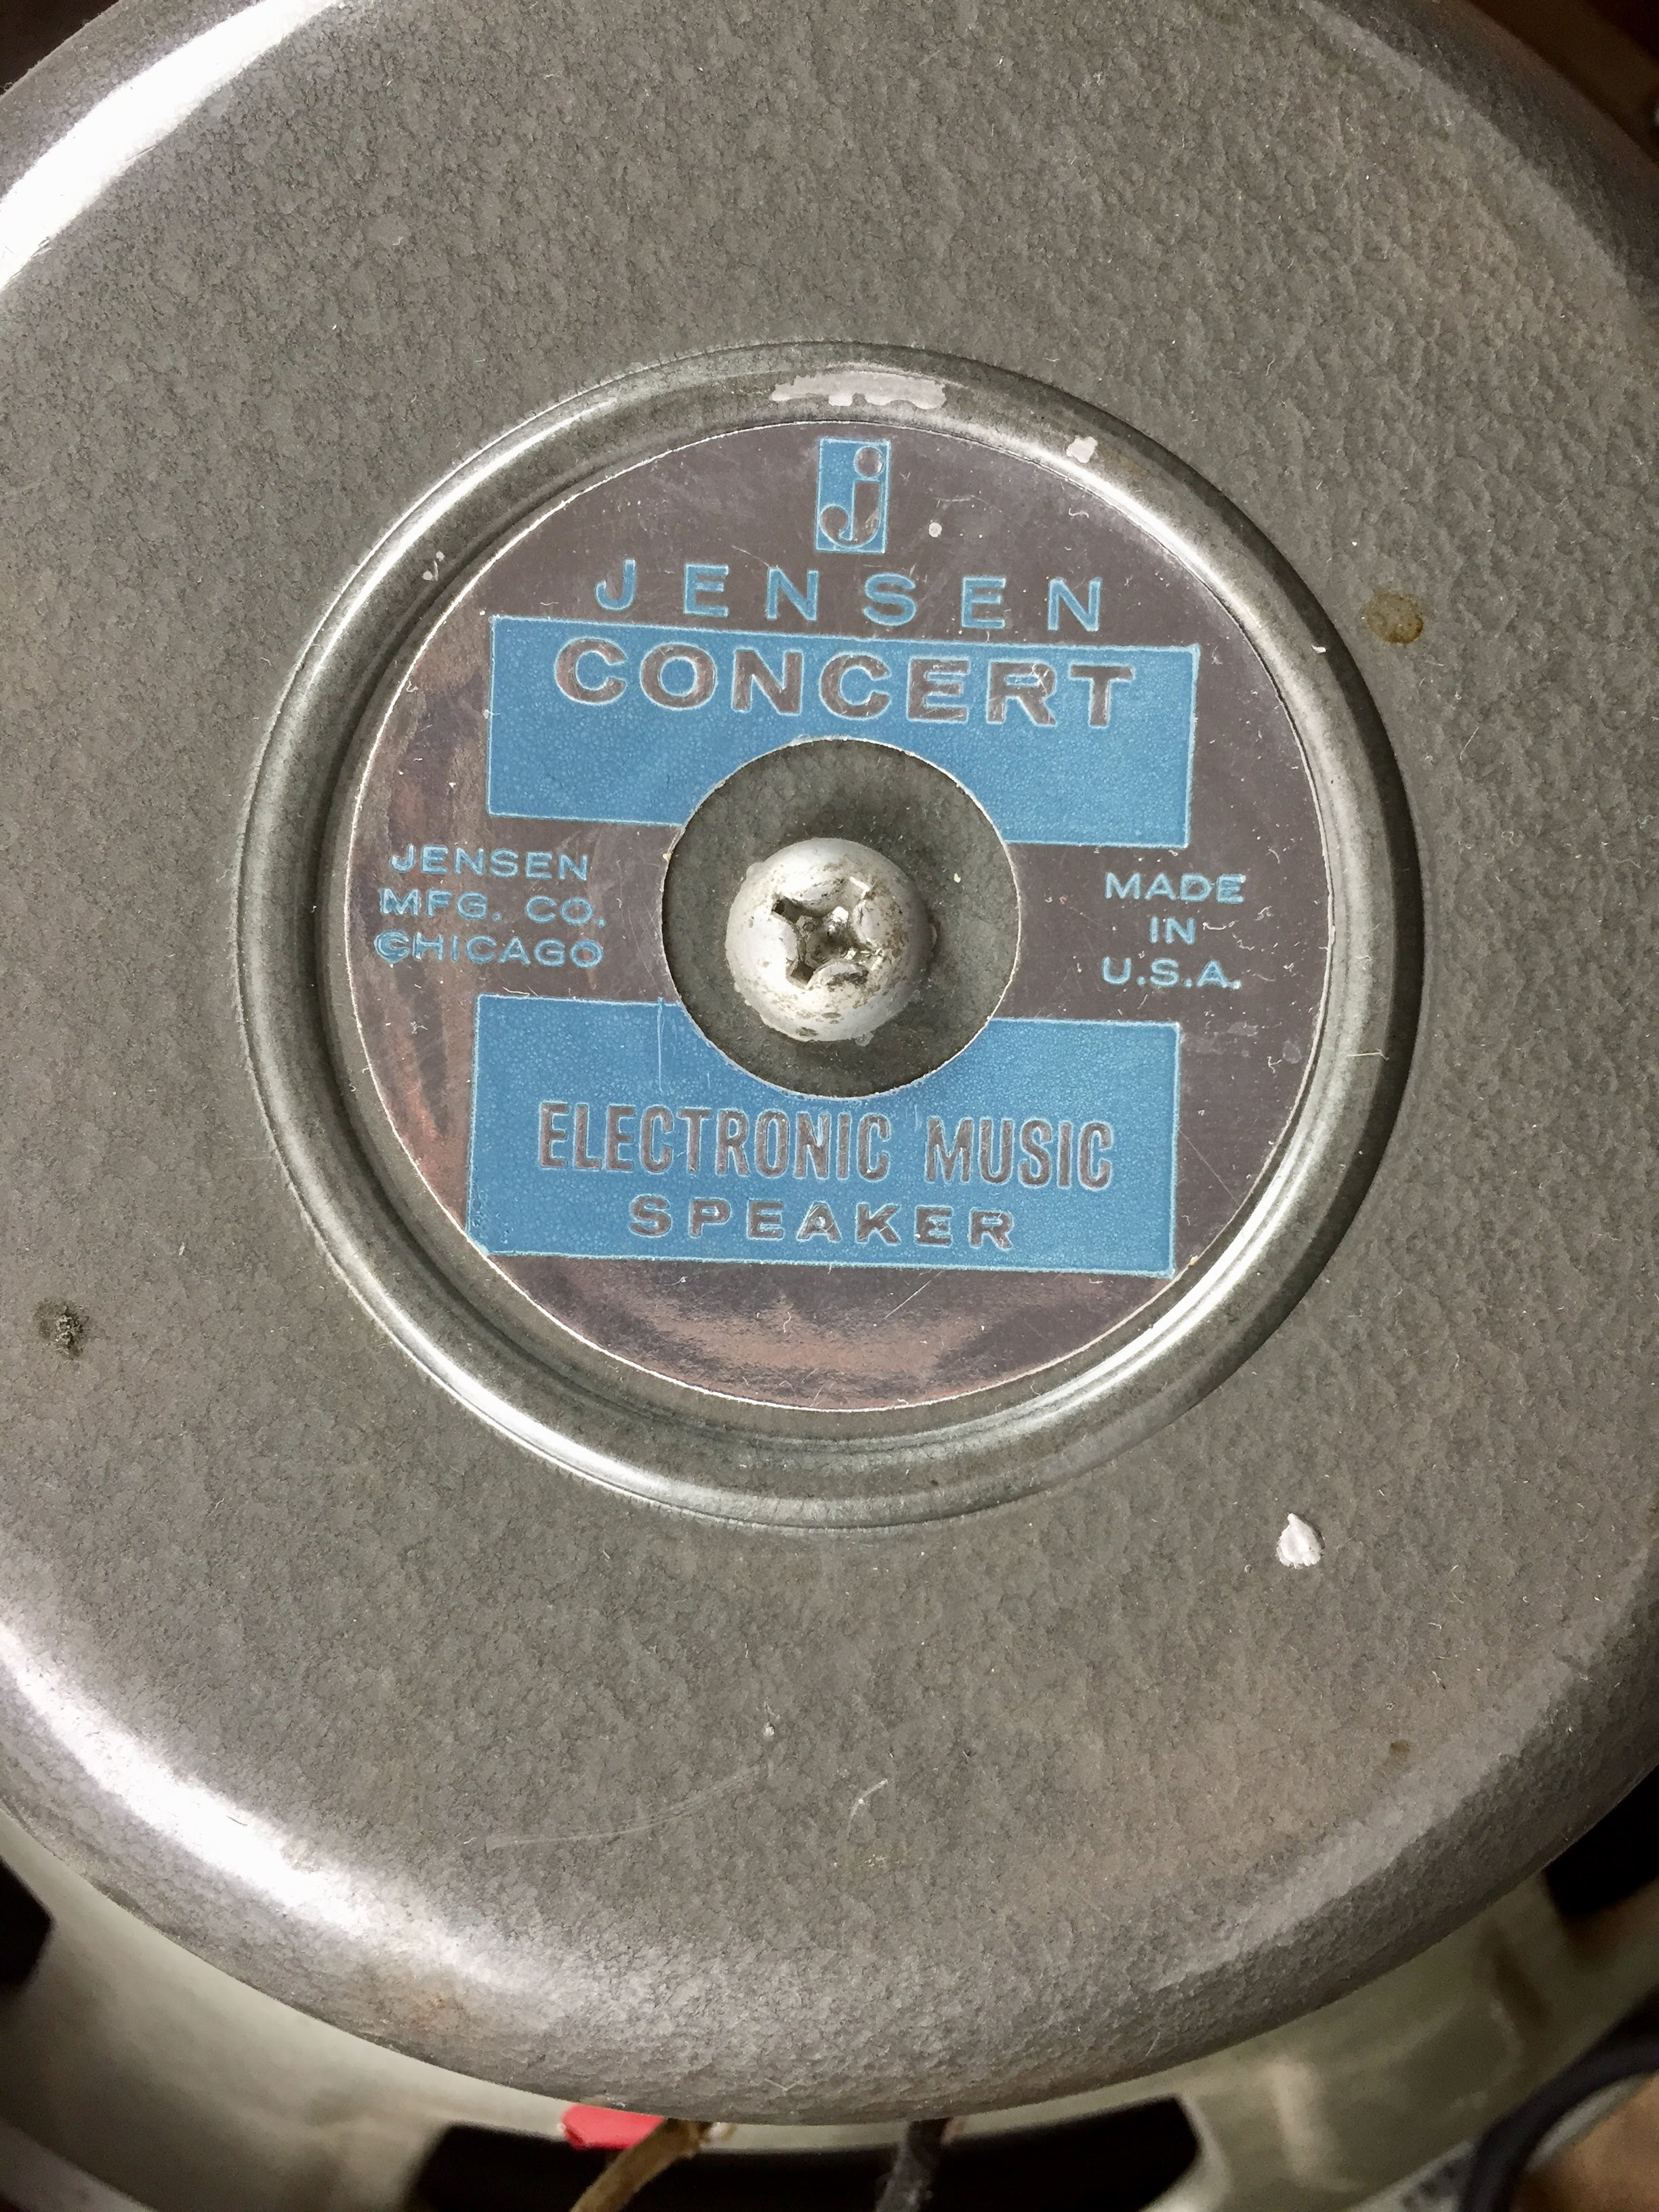 j
JENSEN
CONCERT
JENSEN
MFG. CO.
CHICAGO
MADE
IN
U.S.A.
ELECTRONIC MUSIC
SPEAKER